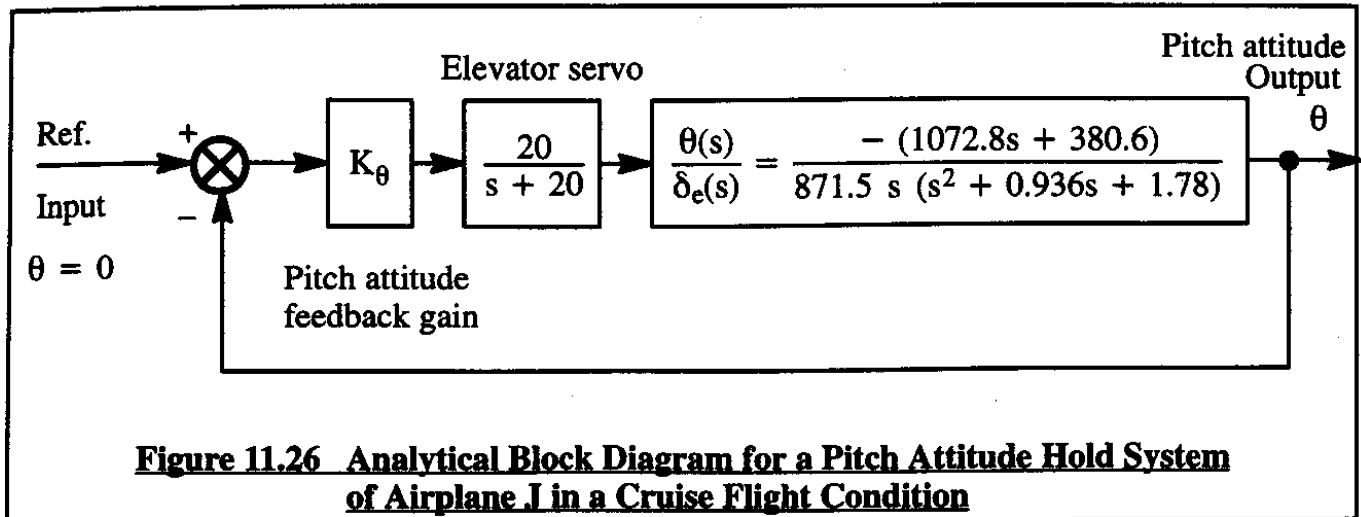 Pitch attitude
Output
θ
Elevator servo
Ref.
+
K_θ
20
s + 20
θ(s)
δ_e(s)
=
− (1072.8s + 380.6)
871.5 s (s² + 0.936s + 1.78)
Input
−
θ = 0
Pitch attitude
feedback gain
Figure 11.26 Analytical Block Diagram for a Pitch Attitude Hold System
of Airplane J in a Cruise Flight Condition